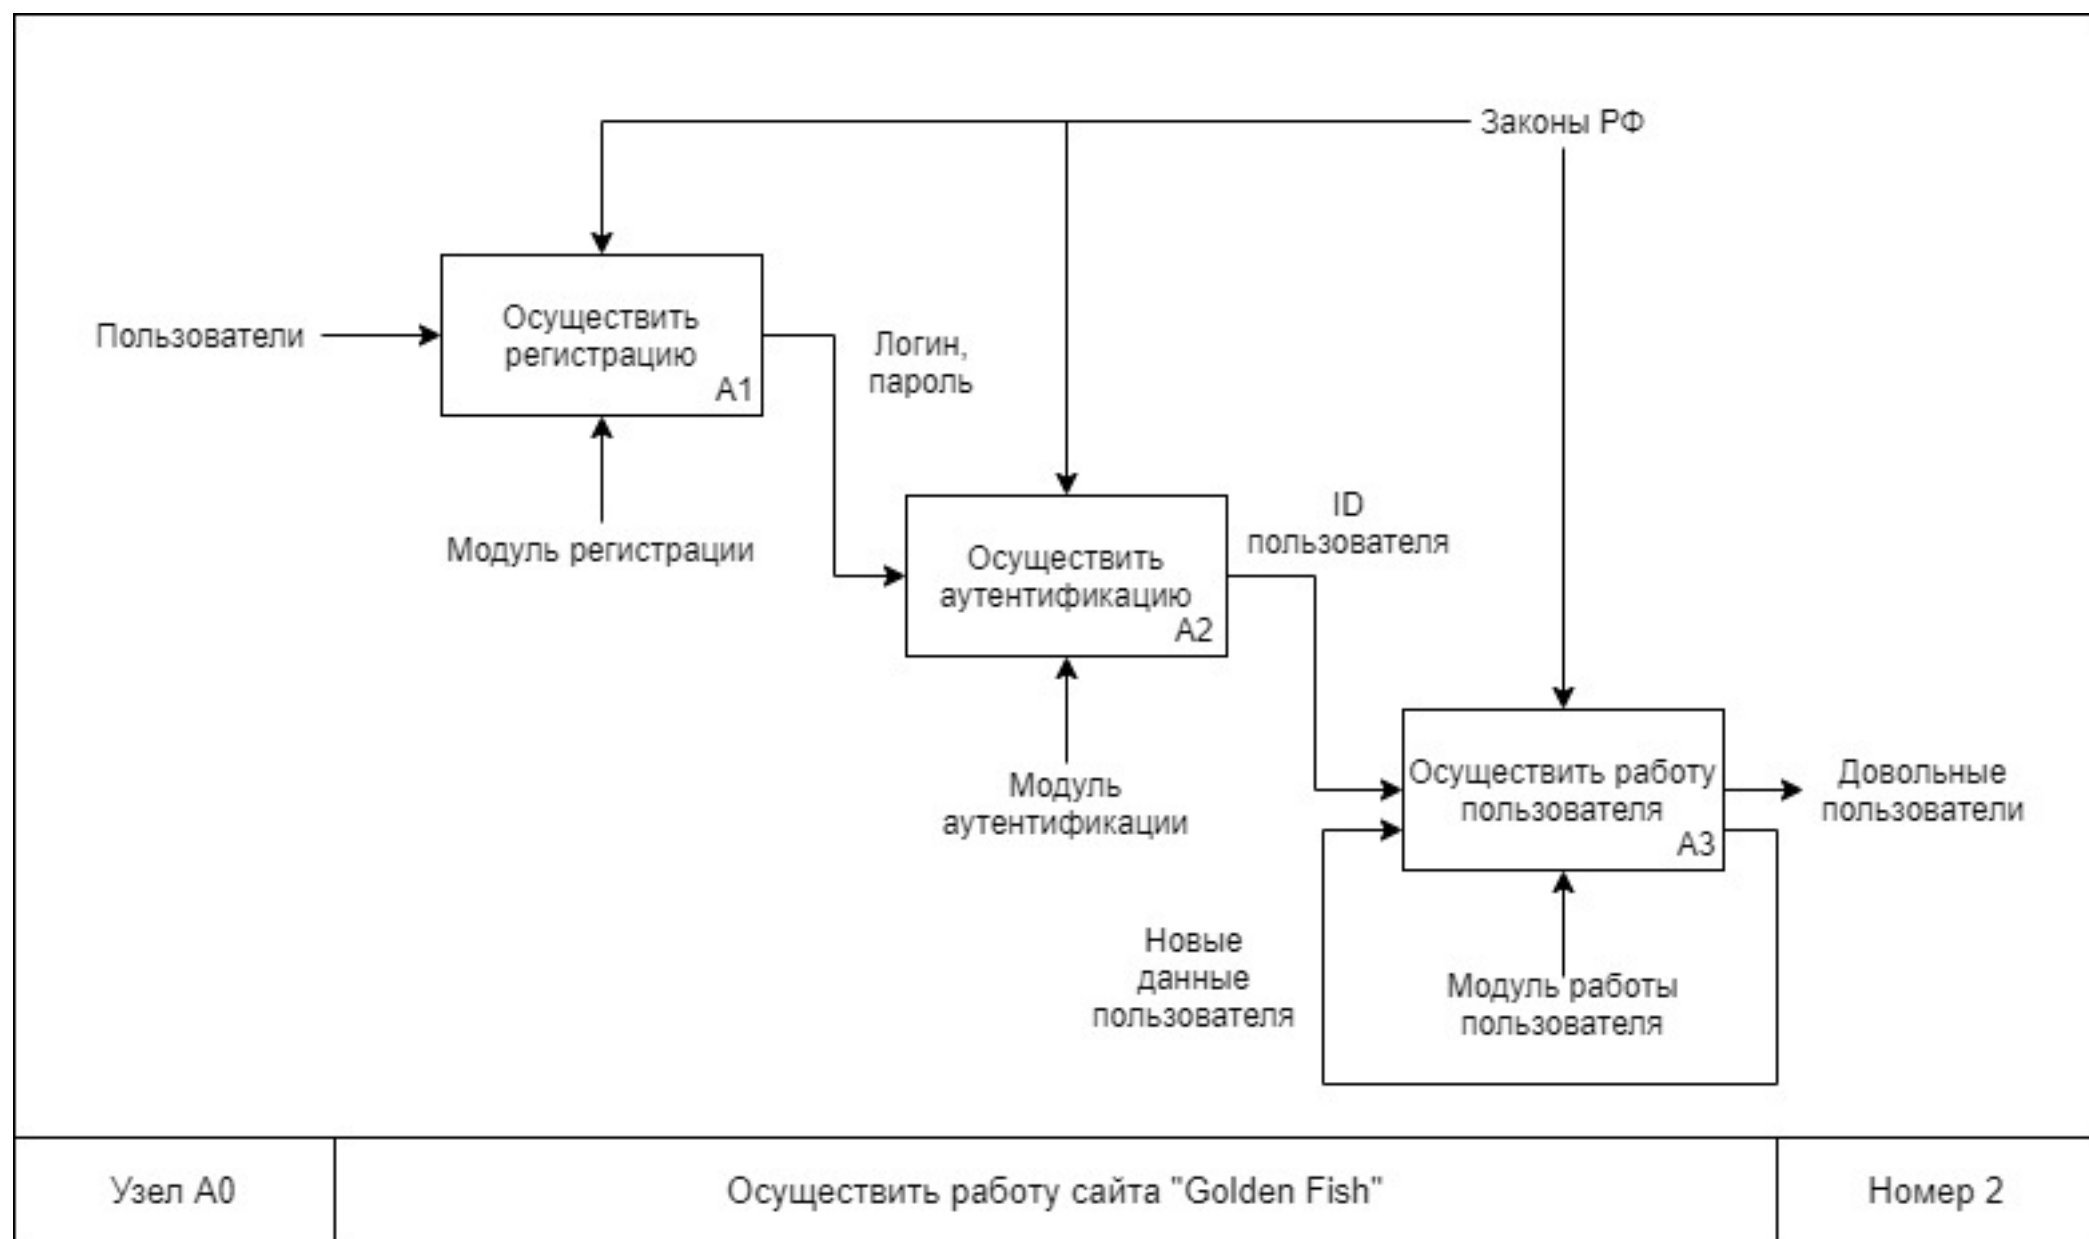 Законы РФ
Пользователи
Осуществить
регистрацию
A1
Логин,
пароль
Модуль регистрации
ID
пользователя
Осуществить
аутентификацию
A2
Модуль
аутентификации
Осуществить работу
пользователя
A3
Довольные
пользователи
Новые
данные
пользователя
Модуль работы
пользователя
Узел A0
Осуществить работу сайта "Golden Fish"
Номер 2